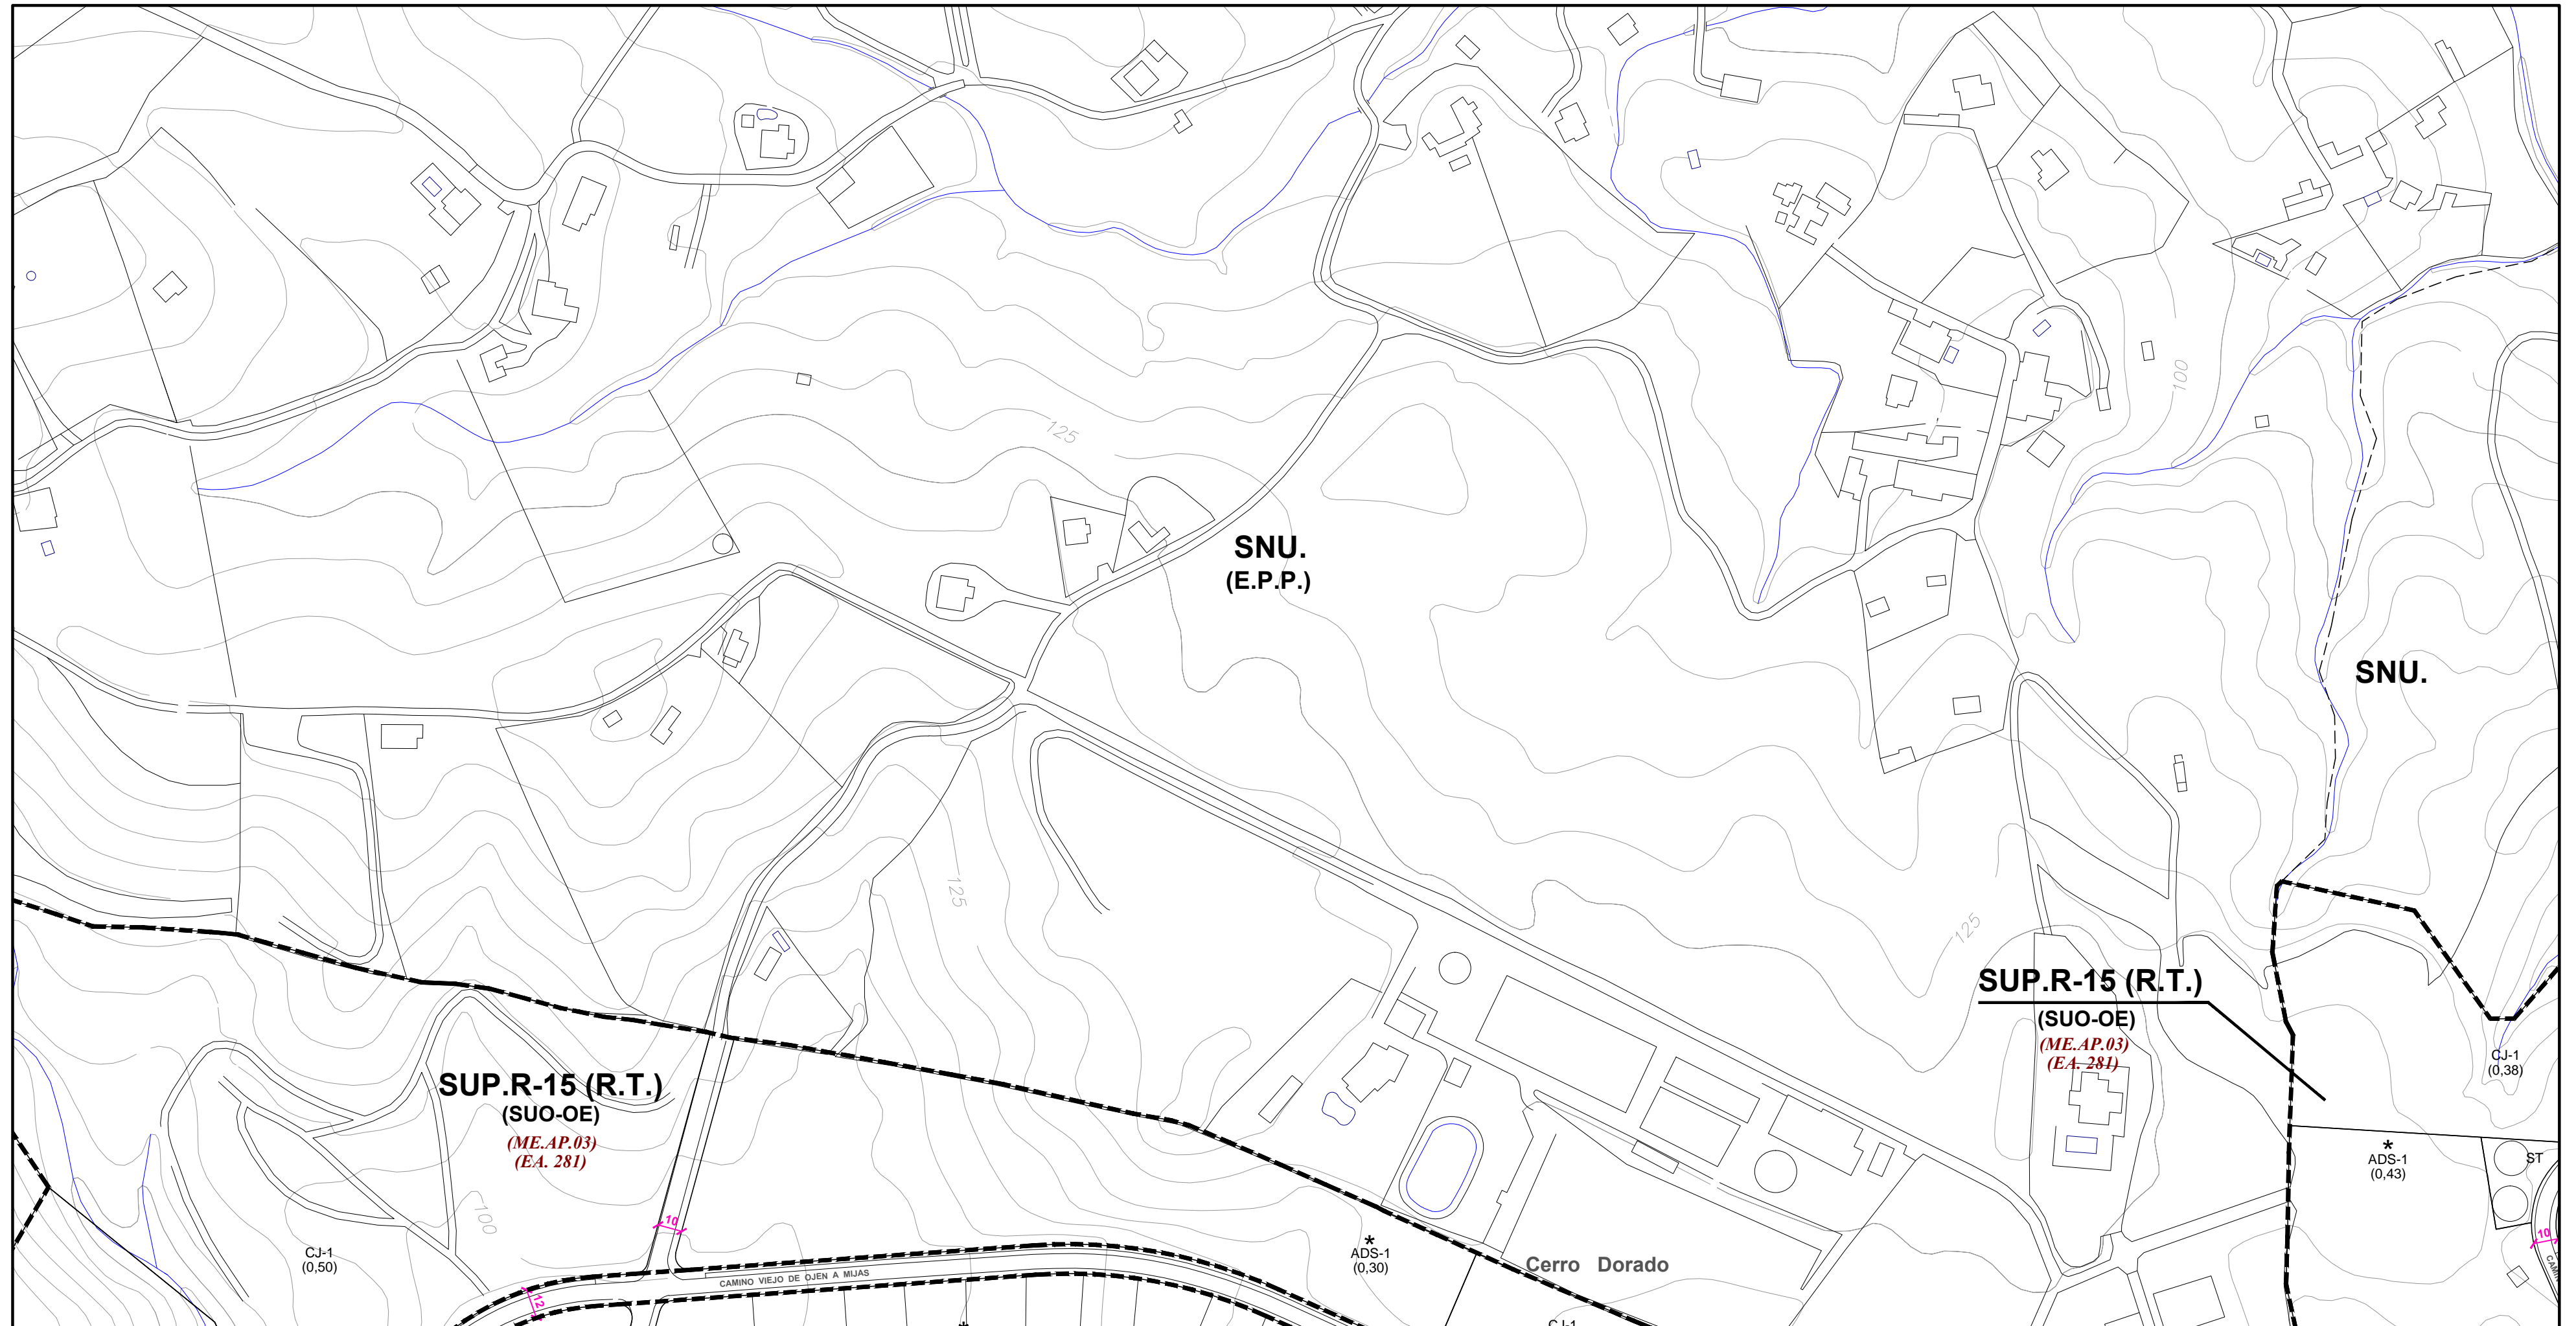 100
125
SNU.
(E.P.P.)
SNU.
125
125
SUP.R-15 (R.T.)
(SUO-OE)
(ME.AP.03)
(EA. 281)
SUP.R-15 (R.T.)
(SUO-OE)
(ME.AP.03)
(EA. 281)
CJ-1
(0,38)
*
ADS-1
(0,43)
ST
100
10
CJ-1
(0,50)
*
ADS-1
(0,30)
Cerro Dorado
10
CAMINO VIEJO DE OJEN A MIJAS
12
*